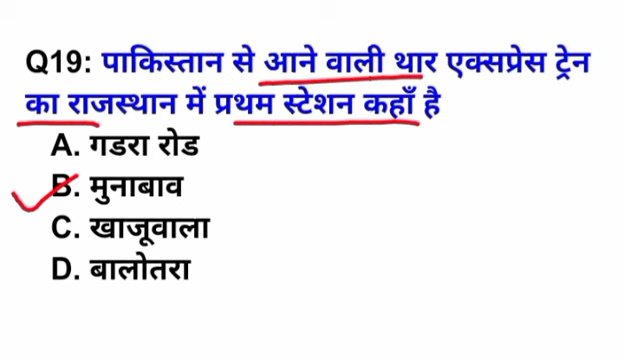 Q19: पाकिस्तान से आने वाली थार एक्सप्रेस ट्रेन
का राजस्थान में प्रथम स्टेशन कहाँ है
A. गडरा रोड
B. मुनाबाव
C. खाजूवाला
D. बालोतरा